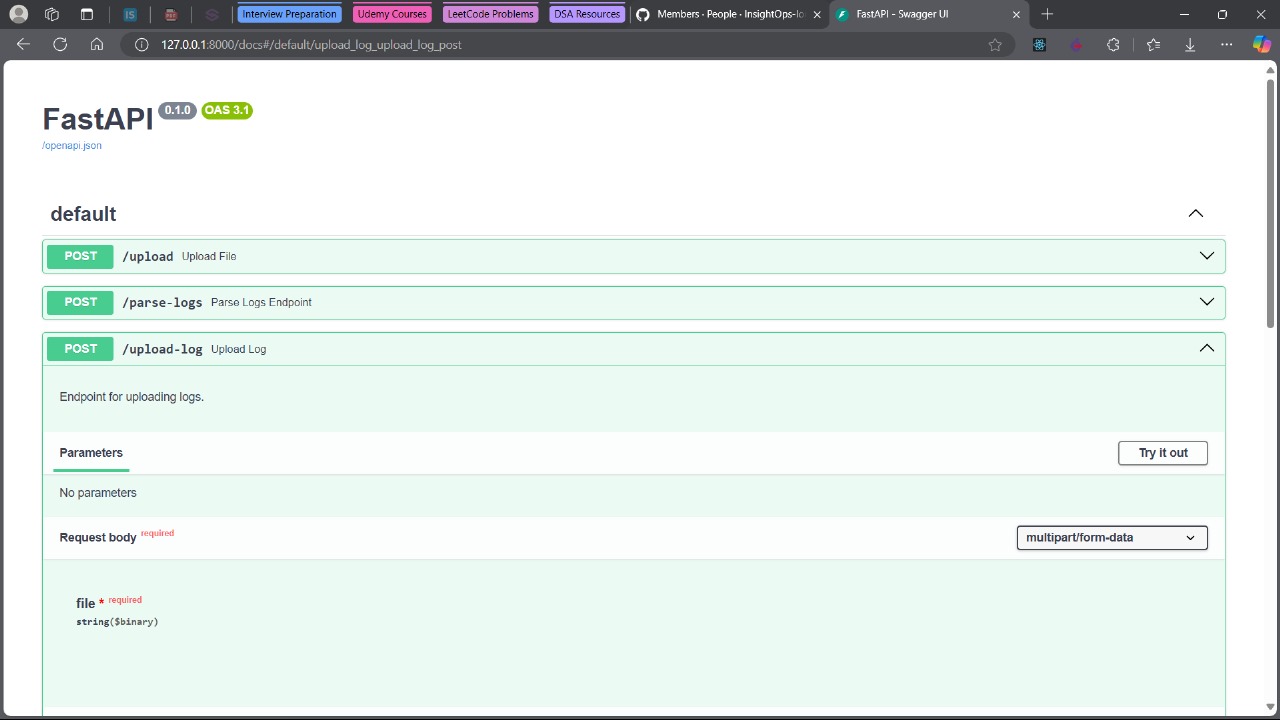 Interview Preparation
Udemy Courses
LeetCode Problems
DSA Resources
Members · People · InsightOps-lo
FastAPI - Swagger UI
127.0.0.1:8000/docs#/default/upload_log_upload_log_post
FastAPI 0.1.0 OAS 3.1
/openapi.json
default
POST /upload Upload File
POST /parse-logs Parse Logs Endpoint
POST /upload-log Upload Log
Endpoint for uploading logs.
Parameters
Try it out
No parameters
Request body required
multipart/form-data
file * required
string($binary)